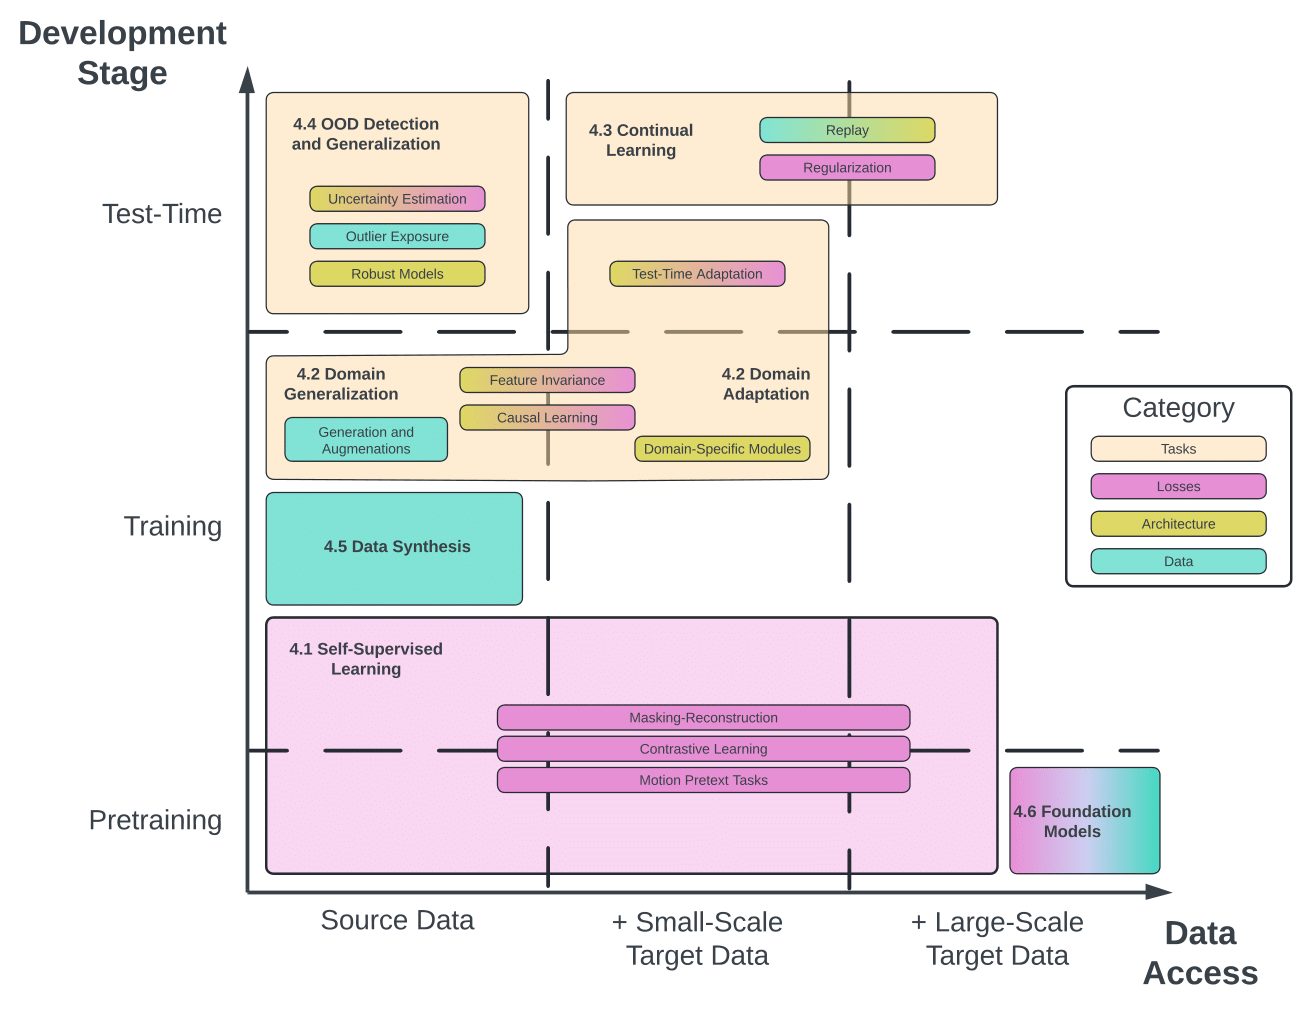 Development
Stage
4.4 OOD Detection
and Generalization
Uncertainty Estimation
Outlier Exposure
Robust Models
4.3 Continual
Learning
Replay
Regularization
Test-Time
Test-Time Adaptation
4.2 Domain
Generalization
Feature Invariance
Causal Learning
4.2 Domain
Adaptation
Generation and
Augmenations
Domain-Specific Modules
Category
Tasks
Losses
Architecture
Data
Training
4.5 Data Synthesis
4.1 Self-Supervised
Learning
Masking-Reconstruction
Contrastive Learning
Motion Pretext Tasks
Pretraining
4.6 Foundation
Models
Source Data
+ Small-Scale
Target Data
+ Large-Scale
Target Data
Data
Access